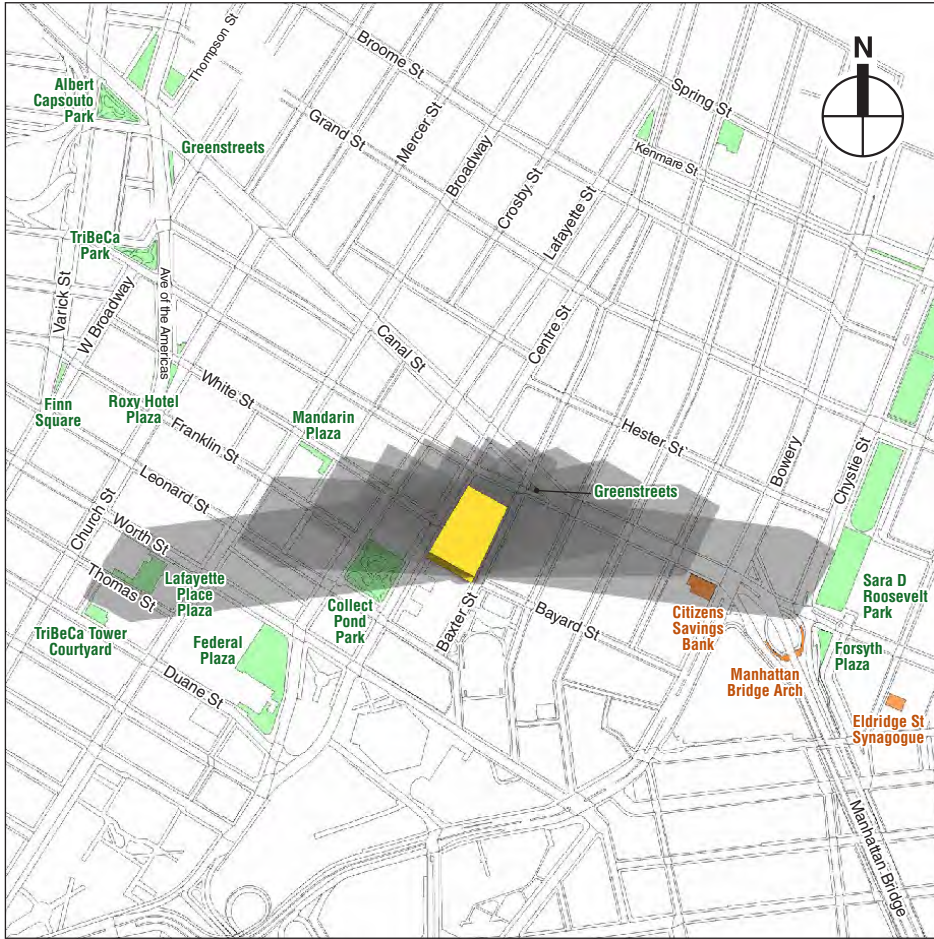 Thompson St
Broome St
N
Albert
Capsouto
Park
Spring St
Mercer St
Grand St
Greenstreets
Broadway
Kenmare St
Crosby St
Lafayette St
TriBeCa
Park
Varick St
W Broadway
Ave of the Americas
Canal St
Centre St
White St
Finn
Square
Roxy Hotel
Plaza
Mandarin
Plaza
Franklin St
Hester St
Bowery
Chystie St
Leonard St
Greenstreets
Church St
Worth St
Thomas St
Lafayette
Place
Plaza
Collect
Pond
Park
Baxter St
Bayard St
Citizens
Savings
Bank
Sara D
Roosevelt
Park
TriBeCa Tower
Courtyard
Federal
Plaza
Forsyth
Plaza
Manhattan
Bridge Arch
Duane St
Eldridge St
Synagogue
Manhattan Bridge